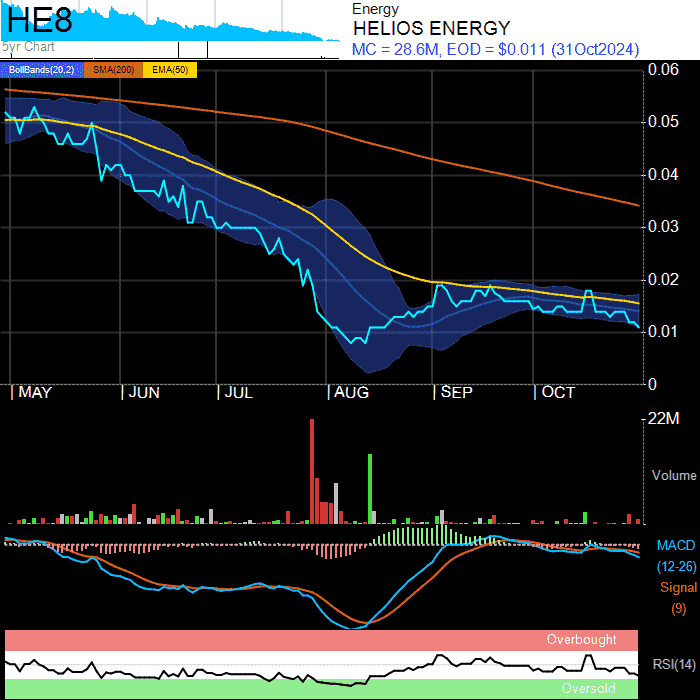 HE8
5yr Chart
Energy
HELIOS ENERGY
MC = 28.6M, EOD = $0.011 (31Oct2024)
BollBands(20,2) SMA(200) EMA(50)
0.06
0.05
0.04
0.03
0.02
0.01
0
MAY JUN JUL AUG SEP OCT
22M
Volume
MACD
(12-26)
Signal
(9)
Overbought
RSI(14)
Oversold